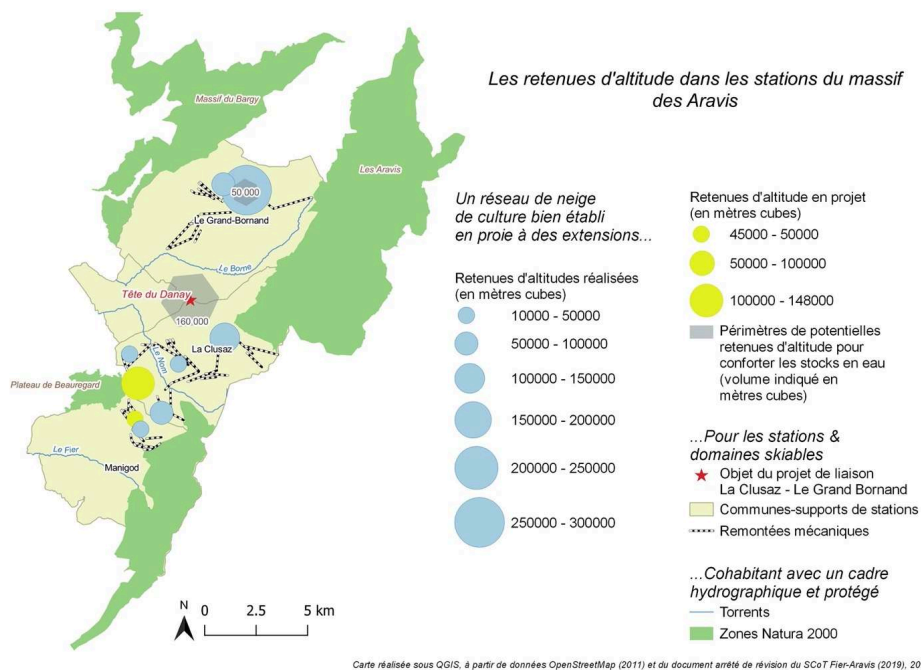 Les retenues d'altitude dans les stations du massif
des Aravis
Massif du Bargy
Les Aravis
50 000
Le Grand-Bornand
Le Borne
Tête du Danay
160 000
La Clusaz
Le Nom
Plateau de Beauregard
Le Fier
Manigod
N
0 2.5 5 km
Un réseau de neige
de culture bien établi
en proie à des extensions...
Retenues d'altitudes réalisées
(en mètres cubes)
10000 - 50000
50000 - 100000
100000 - 150000
150000 - 200000
200000 - 250000
250000 - 300000
Retenues d'altitude en projet
(en mètres cubes)
45000 - 50000
50000 - 100000
100000 - 148000
Périmètres de potentielles
retenues d'altitude pour
conforter les stocks en eau
(volume indiqué en
mètres cubes)
...Pour les stations &
domaines skiables
Objet du projet de liaison
La Clusaz - Le Grand Bornand
Communes-supports de stations
Remontées mécaniques
...Cohabitant avec un cadre
hydrographique et protégé
Torrents
Zones Natura 2000
Carte réalisée sous QGIS, à partir de données OpenStreetMap (2011) et du document arrêté de révision du SCoT Fier-Aravis (2019), 20